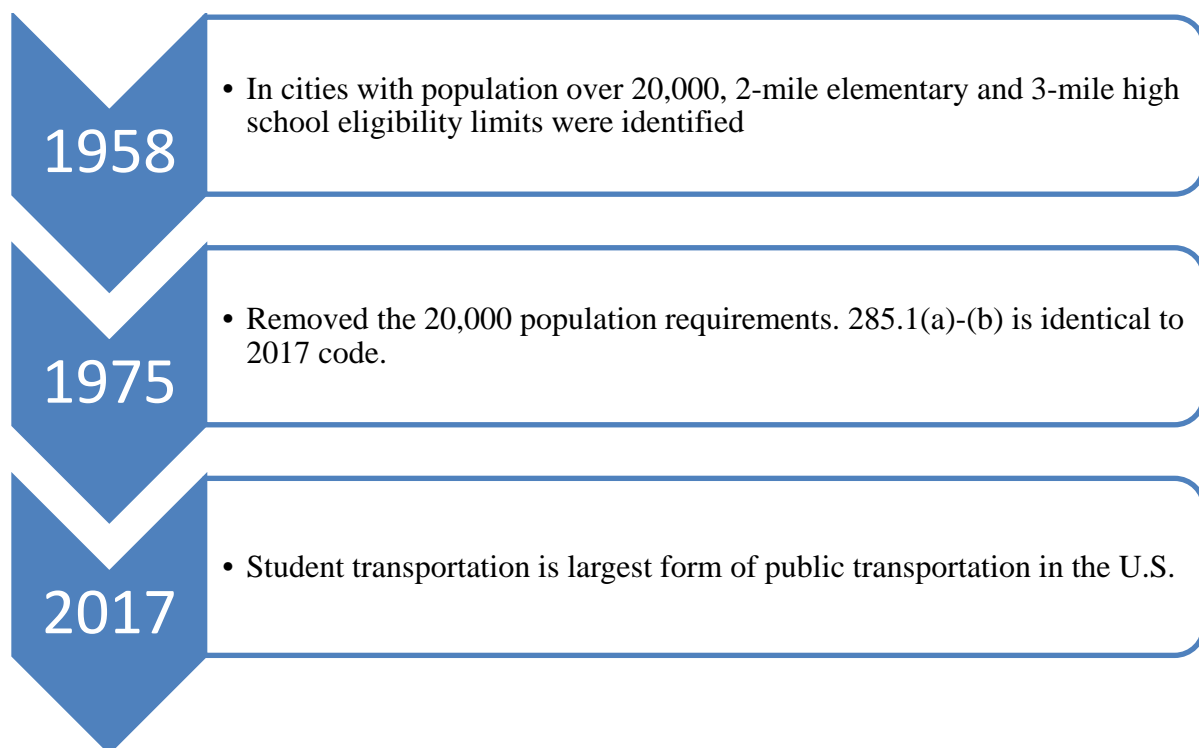 1958
• In cities with population over 20,000, 2-mile elementary and 3-mile high
school eligibility limits were identified
1975
• Removed the 20,000 population requirements. 285.1(a)-(b) is identical to
2017 code.
2017
• Student transportation is largest form of public transportation in the U.S.